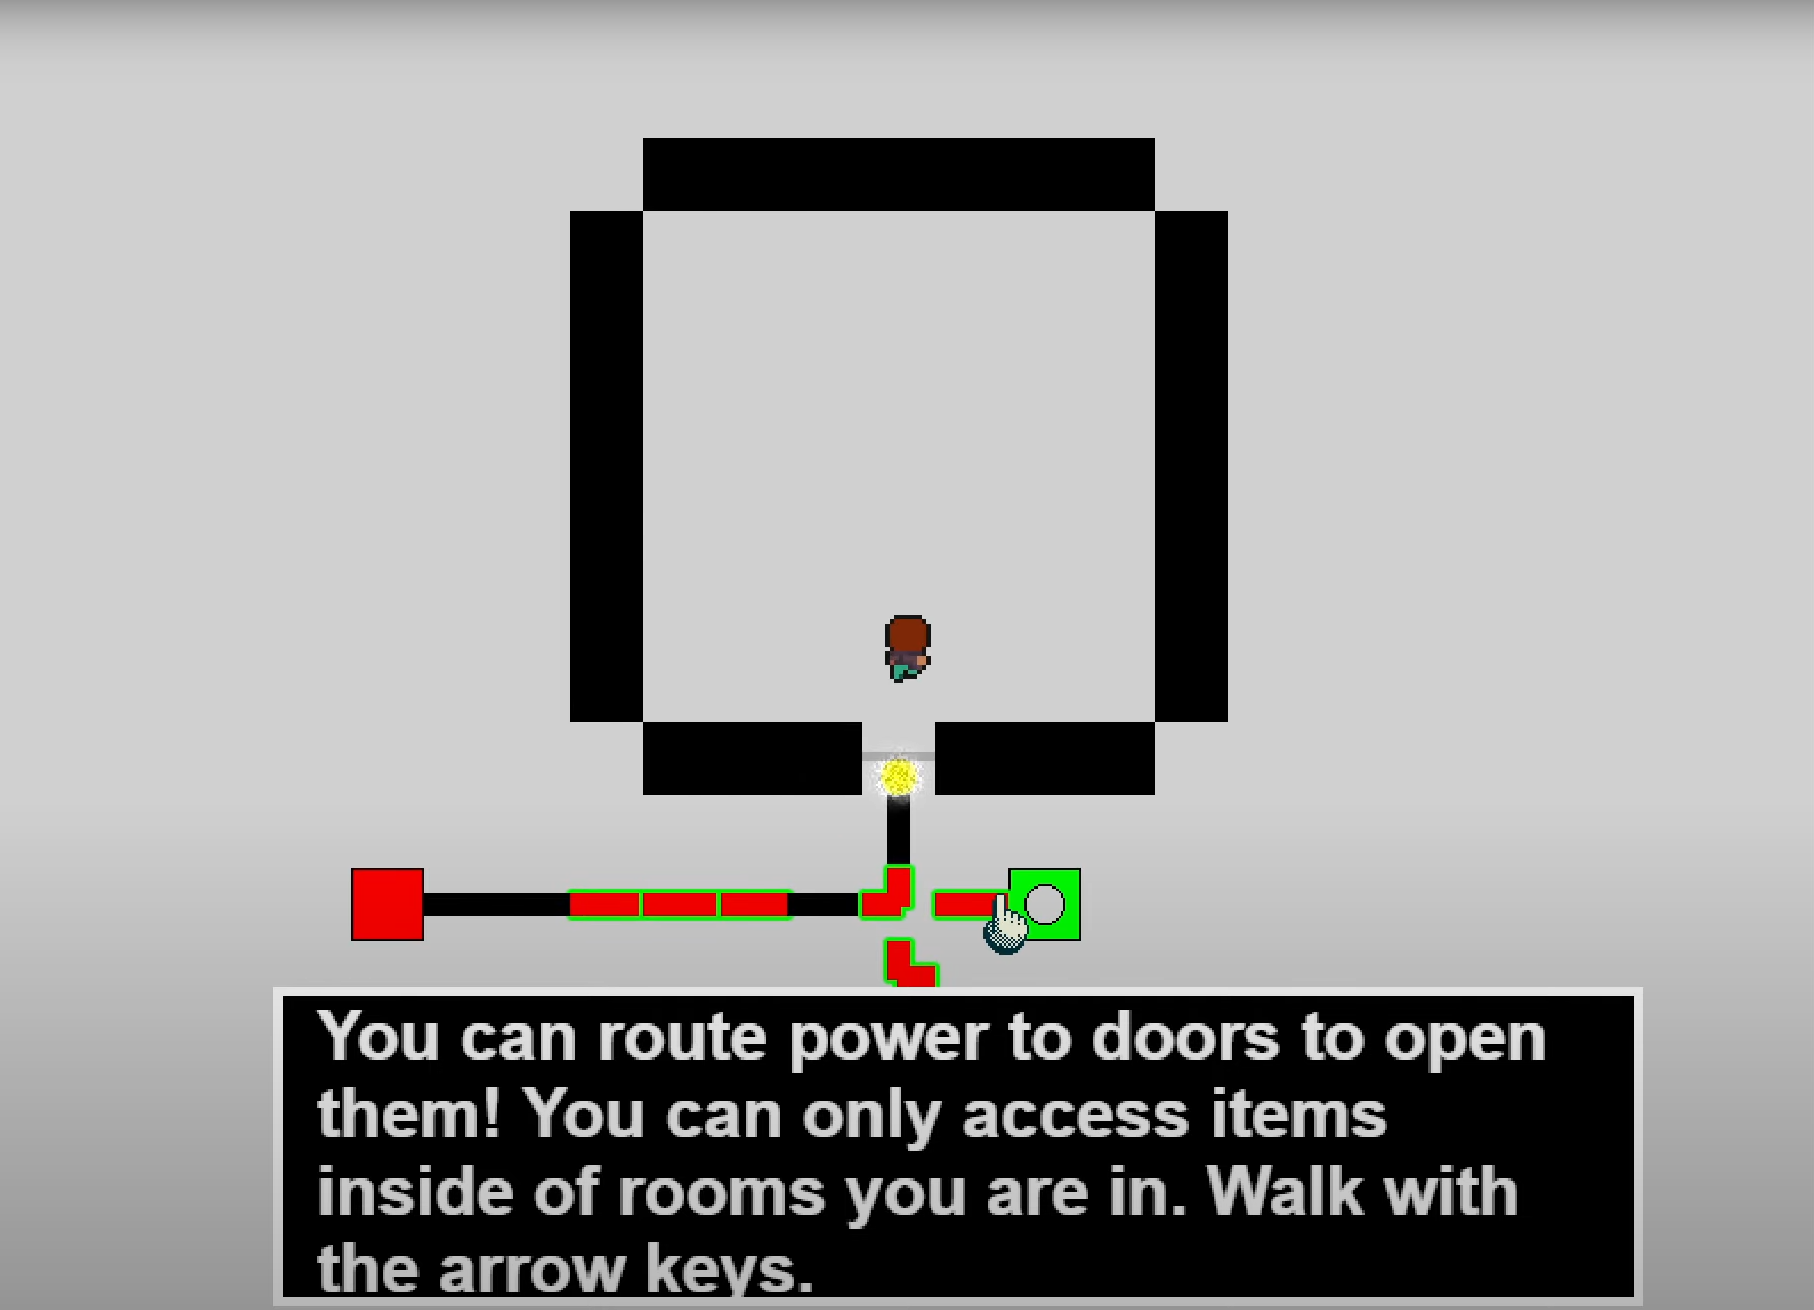 You can route power to doors to open
them! You can only access items
inside of rooms you are in. Walk with
the arrow keys.